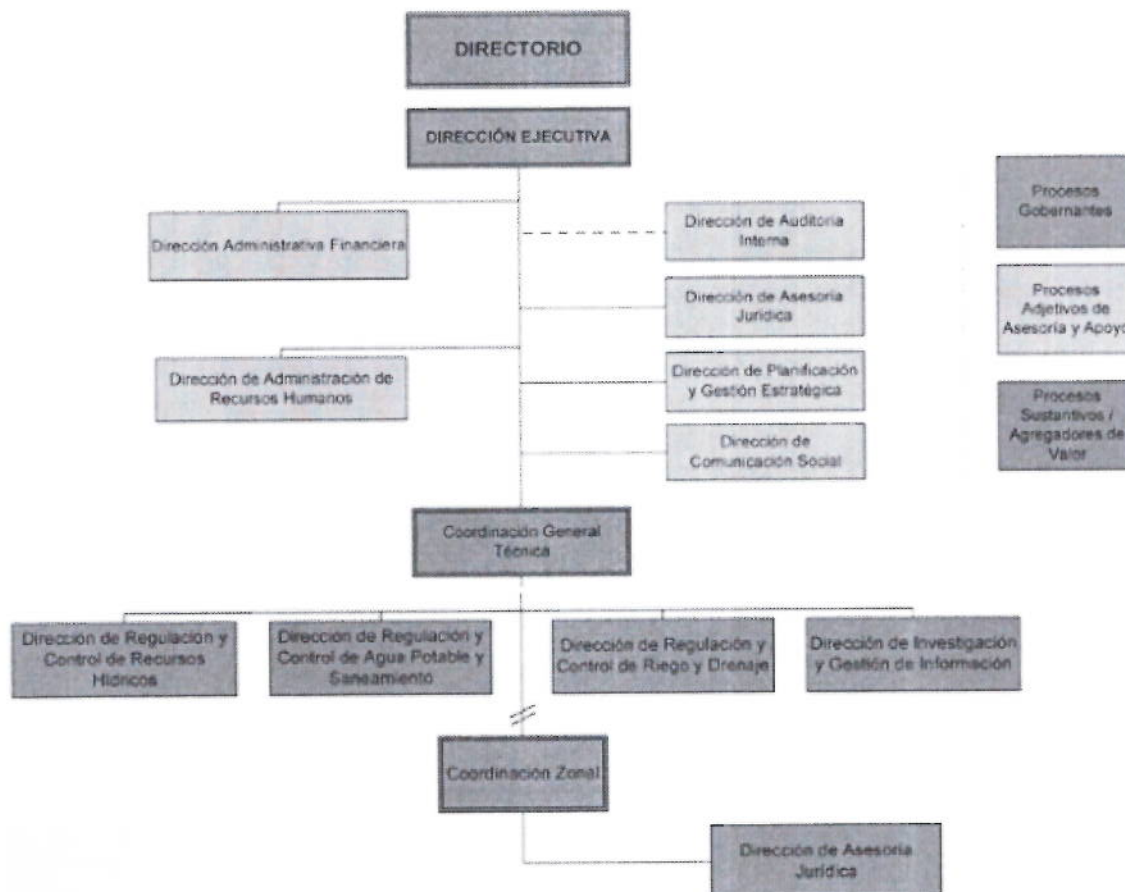 DIRECTORIO
DIRECCIÓN EJECUTIVA
Dirección Administrativa Financiera
Dirección de Auditoria
Interna
Dirección de Asesoría
Jurídica
Dirección de Administración de
Recursos Humanos
Dirección de Planificación
y Gestión Estratégica
Dirección de
Comunicación Social
Procesos
Gobernantes
Procesos
Adjetivos de
Asesoría y Apoyo
Procesos
Sustantivos /
Agregadores de
Valor
Coordinación General
Técnica
Dirección de Regulación y
Control de Recursos
Hídricos
Dirección de Regulación y
Control de Agua Potable y
Saneamiento
Dirección de Regulación y
Control de Riego y Drenaje
Dirección de Investigación
y Gestión de Información
Coordinación Zonal
Dirección de Asesoría
Jurídica